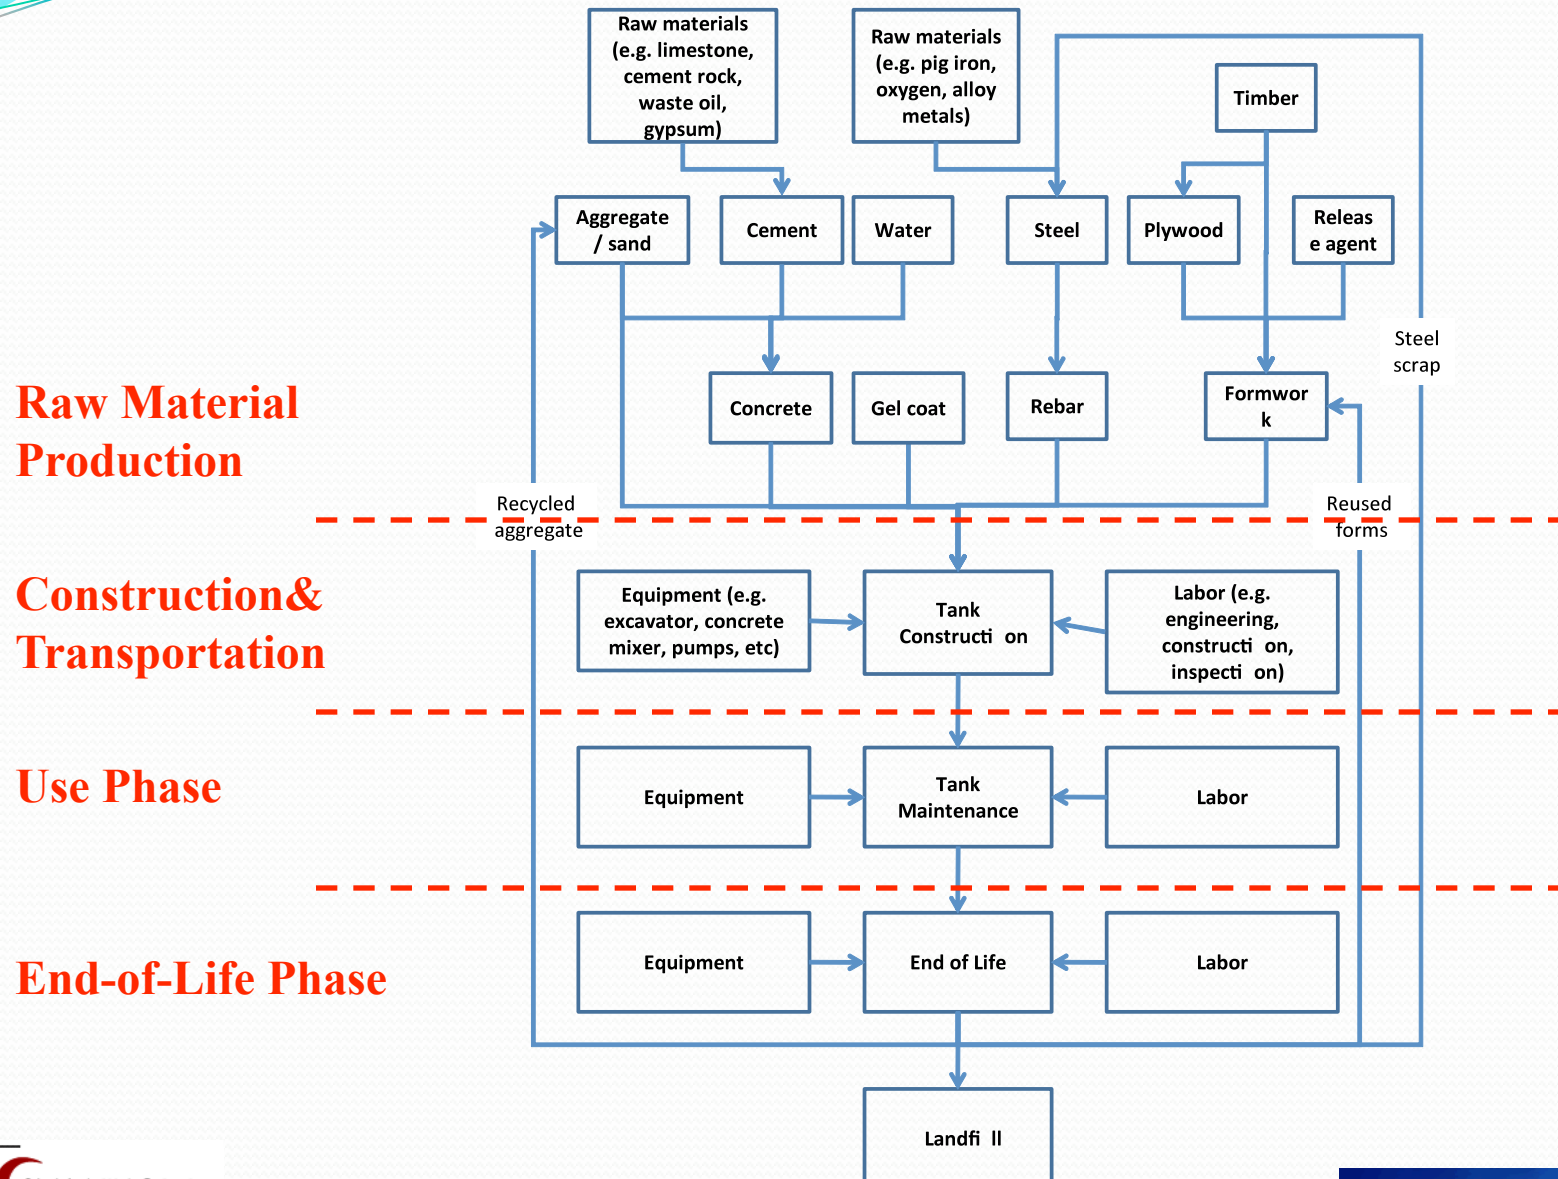 Raw materials
(e.g. limestone,
cement rock,
waste oil,
gypsum)
Raw materials
(e.g. pig iron,
oxygen, alloy
metals)
Timber
Aggregate
/ sand
Cement
Water
Steel
Plywood
Releas
e agent
Steel
scrap
Raw Material
Production
Concrete
Gel coat
Rebar
Formwor
k
Recycled
aggregate
Reused
forms
Construction&
Transportation
Equipment (e.g.
excavator, concrete
mixer, pumps, etc)
Tank
Constructi on
Labor (e.g.
engineering,
constructi on,
inspecti on)
Use Phase
Equipment
Tank
Maintenance
Labor
End-of-Life Phase
Equipment
End of Life
Labor
Landfi ll